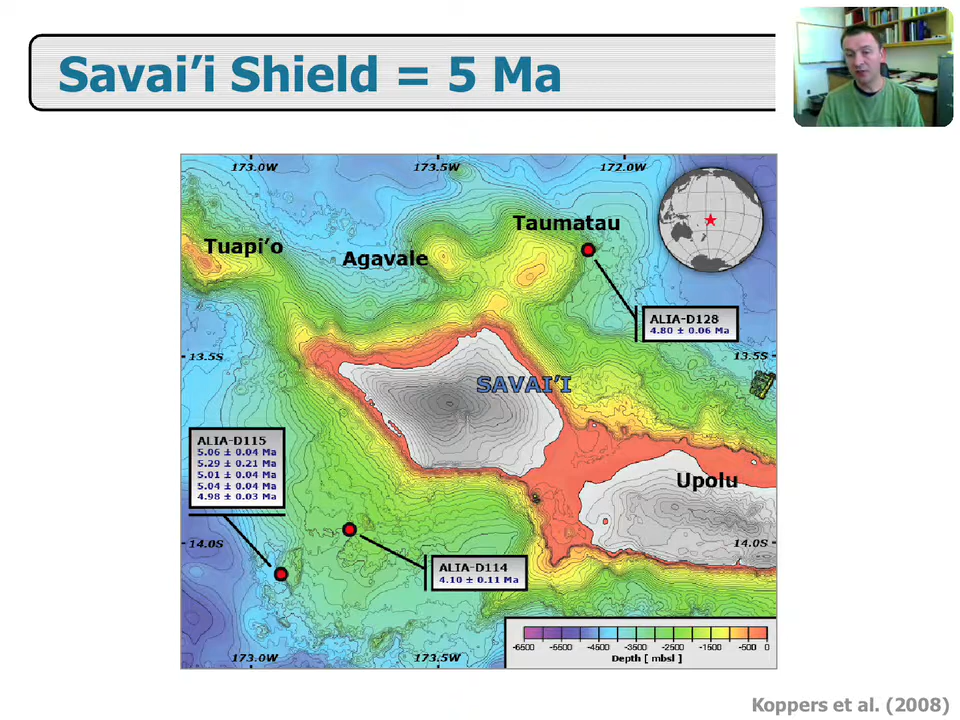 Savai’i Shield = 5 Ma
173.0W 173.5W 172.0W
Taumatau
Tuapi’o
Agavale
ALIA-D128
4.80 ± 0.06 Ma
13.5S 13.5S
SAVAI’I
ALIA-D115
5.06 ± 0.04 Ma
5.29 ± 0.21 Ma
5.01 ± 0.04 Ma
5.04 ± 0.04 Ma
4.98 ± 0.03 Ma
Upolu
14.0S 14.0S
ALIA-D114
4.10 ± 0.11 Ma
-6500 -5500 -4500 -3500 -2500 -1500 -500 0
Depth [ mbsl ]
173.0W 173.5W
Koppers et al. (2008)